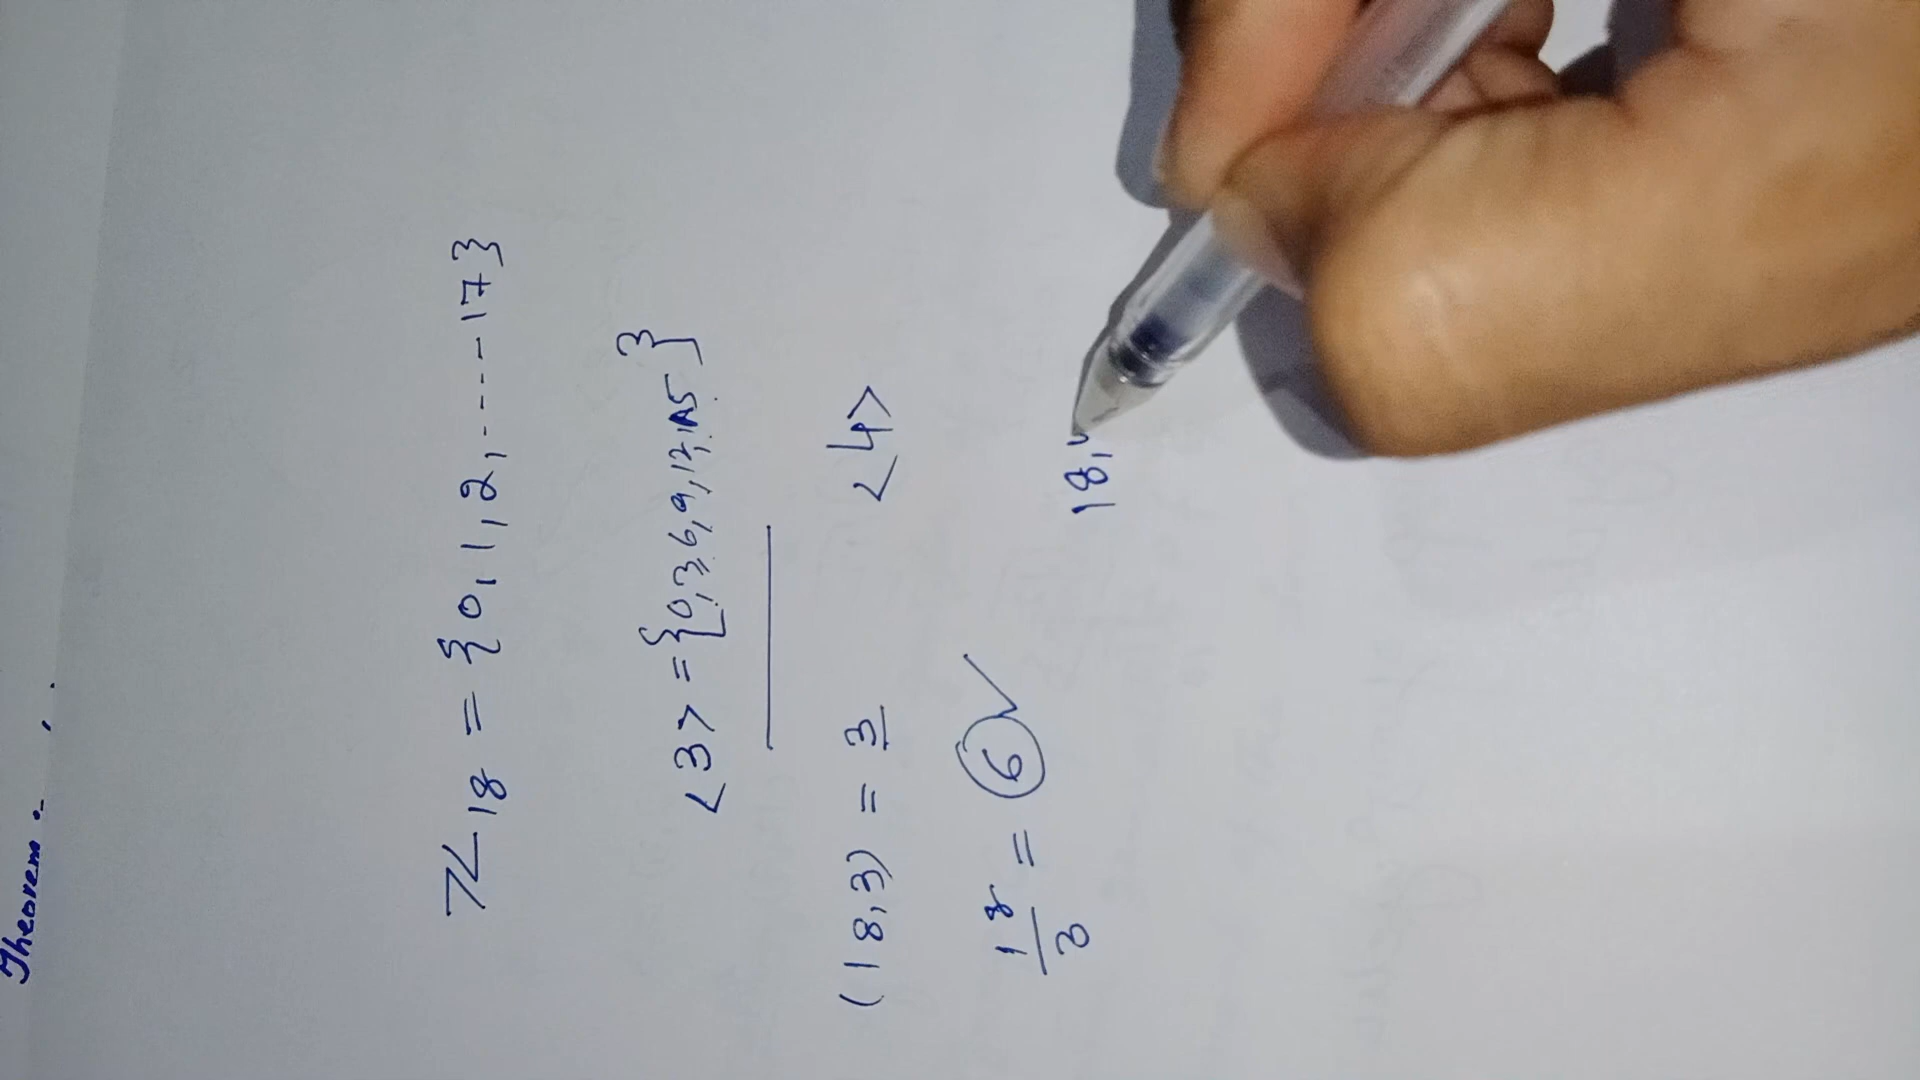 Theorem:
ℤ18 = {0,1,2,----17}
<3> = {0,3,6,9,12,15}
(18,3) = 3 <4>
18/3 = 6 ✓
18,